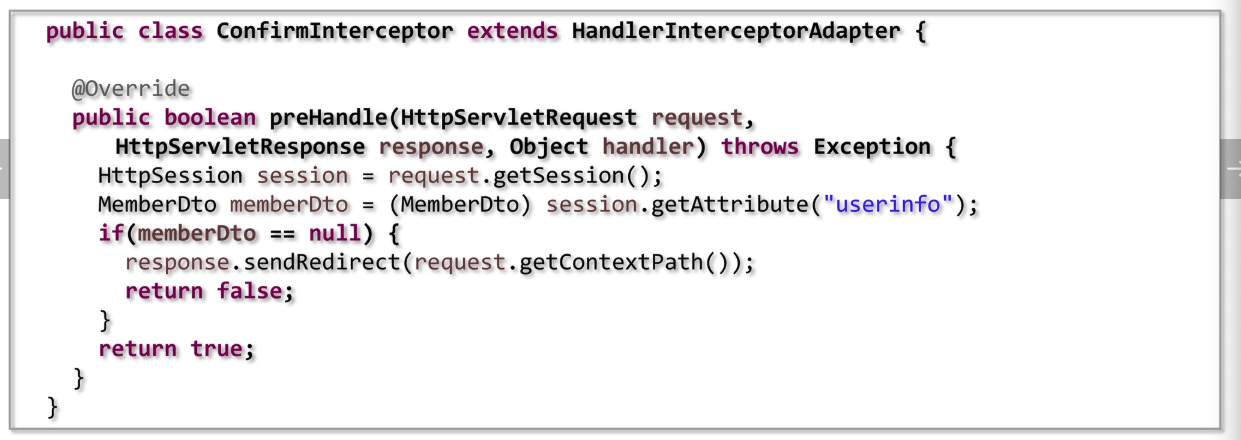 public class ConfirmInterceptor extends HandlerInterceptorAdapter {
@Override
public boolean preHandle(HttpServletRequest request,
HttpServletResponse response, Object handler) throws Exception {
HttpSession session = request.getSession();
MemberDto memberDto = (MemberDto) session.getAttribute("userinfo");
if(memberDto == null) {
response.sendRedirect(request.getContextPath());
return false;
}
return true;
}
}